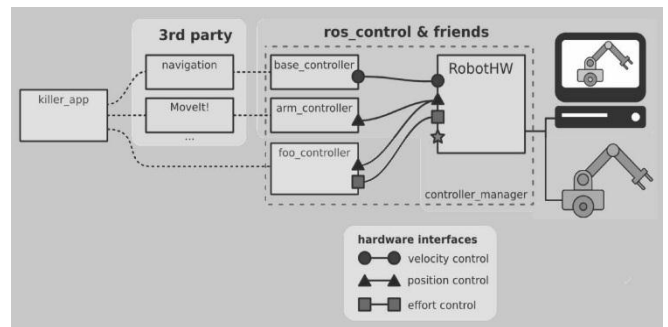 3rd party
ros_control & friends
killer_app
navigation
MoveIt!
...
base_controller
arm_controller
foo_controller
RobotHW
controller_manager
hardware interfaces
velocity control
position control
effort control